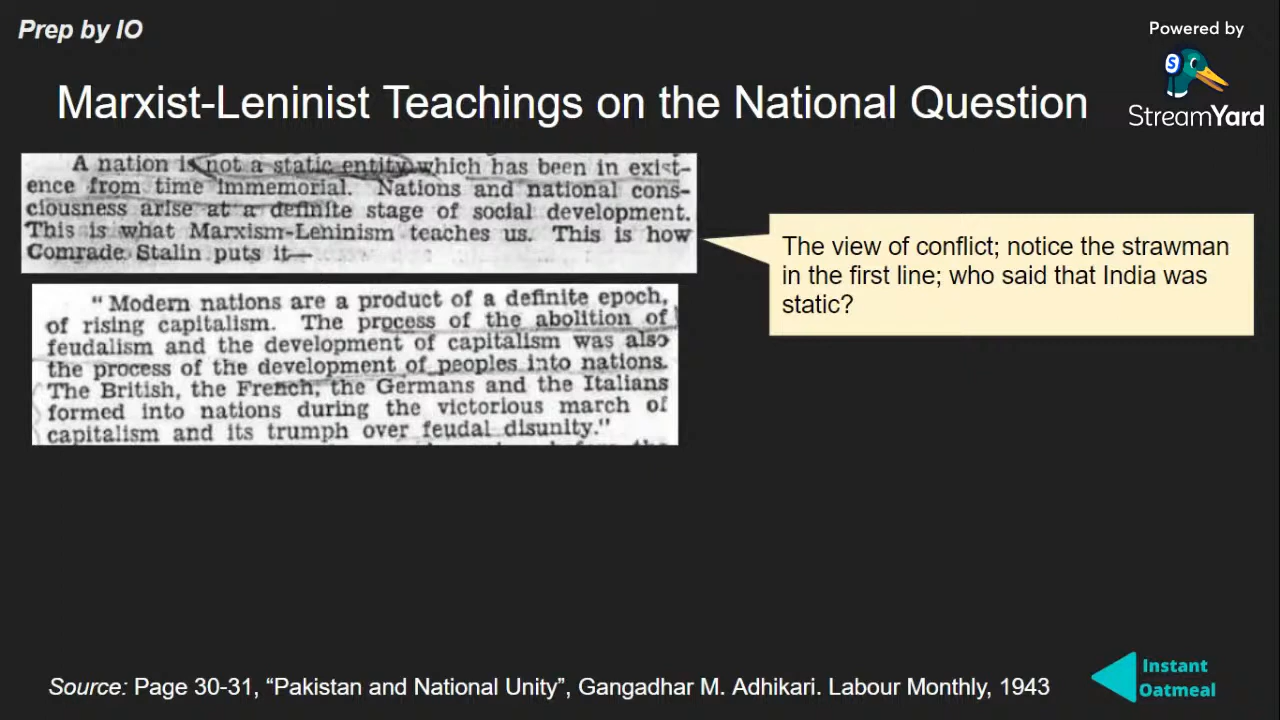 Prep by IO
Powered by
StreamYard
Marxist-Leninist Teachings on the National Question
A nation is not a static entity which has been in exist-
ence from time immemorial. Nations and national cons-
ciousness arise at a definite stage of social development.
This is what Marxism-Leninism teaches us. This is how
Comrade Stalin puts it—
"Modern nations are a product of a definite epoch,
of rising capitalism. The process of the abolition of
feudalism and the development of capitalism was also
the process of the development of peoples into nations.
The British, the French, the Germans and the Italians
formed into nations during the victorious march of
capitalism and its trumph over feudal disunity."
The view of conflict; notice the strawman
in the first line; who said that India was
static?
Source: Page 30-31, “Pakistan and National Unity”, Gangadhar M. Adhikari. Labour Monthly, 1943
Instant
Oatmeal